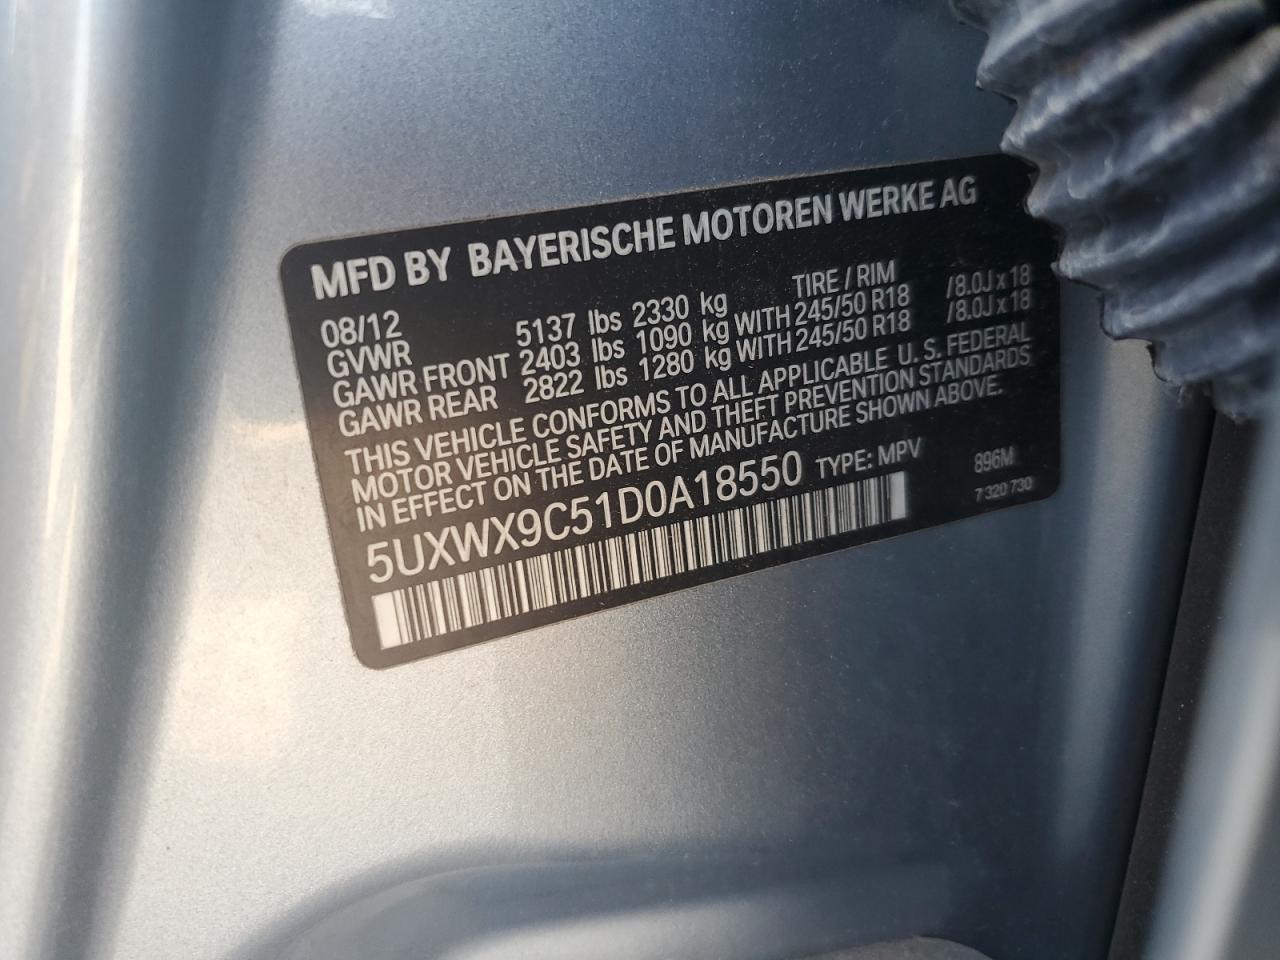 MFD BY BAYERISCHE MOTOREN WERKE AG
08/12 TIRE / RIM
GVWR 5137 lbs 2330 kg
GAWR FRONT 2403 lbs 1090 kg WITH 245/50 R18 /8.0J x 18
GAWR REAR 2822 lbs 1280 kg WITH 245/50 R18 /8.0J x 18
THIS VEHICLE CONFORMS TO ALL APPLICABLE U. S. FEDERAL
MOTOR VEHICLE SAFETY AND THEFT PREVENTION STANDARDS
IN EFFECT ON THE DATE OF MANUFACTURE SHOWN ABOVE.
5UXWX9C51D0A18550 TYPE: MPV 896M
7 320 730